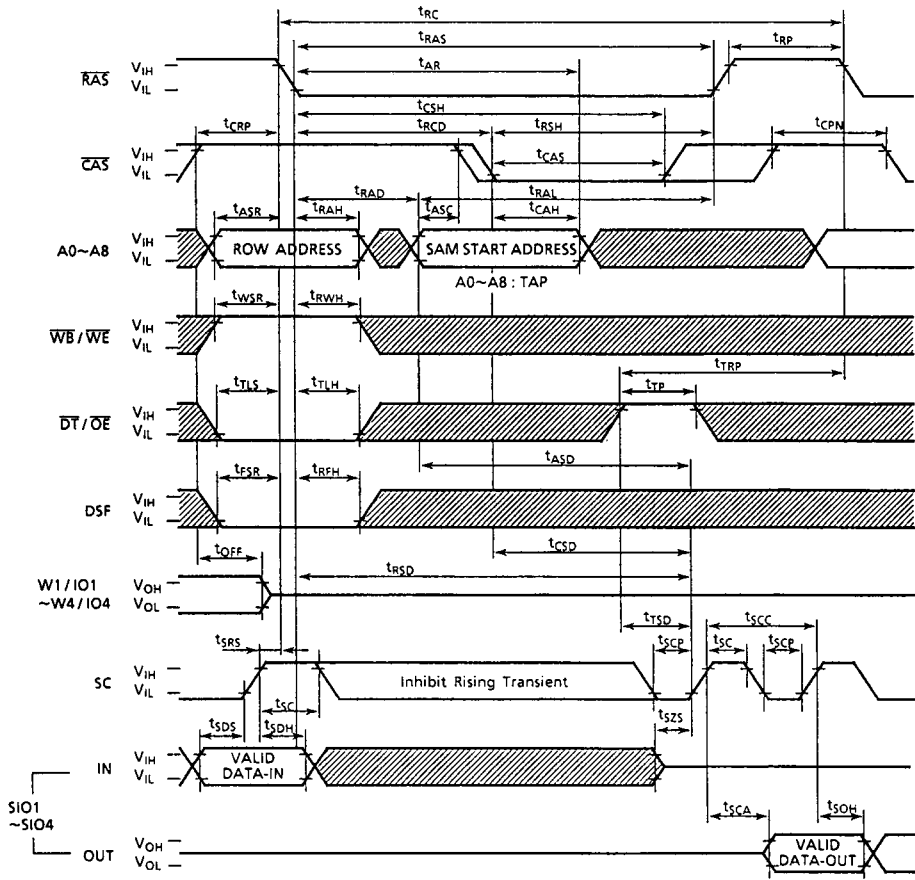 tRC
tRAS
tRP
tAR
RAS VIH
VIL
tCSH
tCRP tRCD tRSH tCPN
CAS VIH
VIL
tCAS
tRAD tRAL
tASR tRAH tASC tCAH
A0~A8 VIH
VIL
ROW ADDRESS SAM START ADDRESS
A0~A8 : TAP
tWSR tRWH
WB / WE VIH
VIL
tTRP
tTLS tTLH tTP
DT / OE VIH
VIL
tASD
tFSR tRFH
DSF VIH
VIL
tOFF tCSD
tRSD
W1 / IO1
~W4 / IO4
VOH
VOL
tTSD tSCC
tSRS tSCP tSC tSCP
SC VIH
VIL
Inhibit Rising Transient
tSC
tSDS tSDH tSZS
IN VIH
VIL
VALID
DATA-IN
SIO1
~SIO4
tSCA tSOH
OUT VOH
VOL
VALID
DATA-OUT